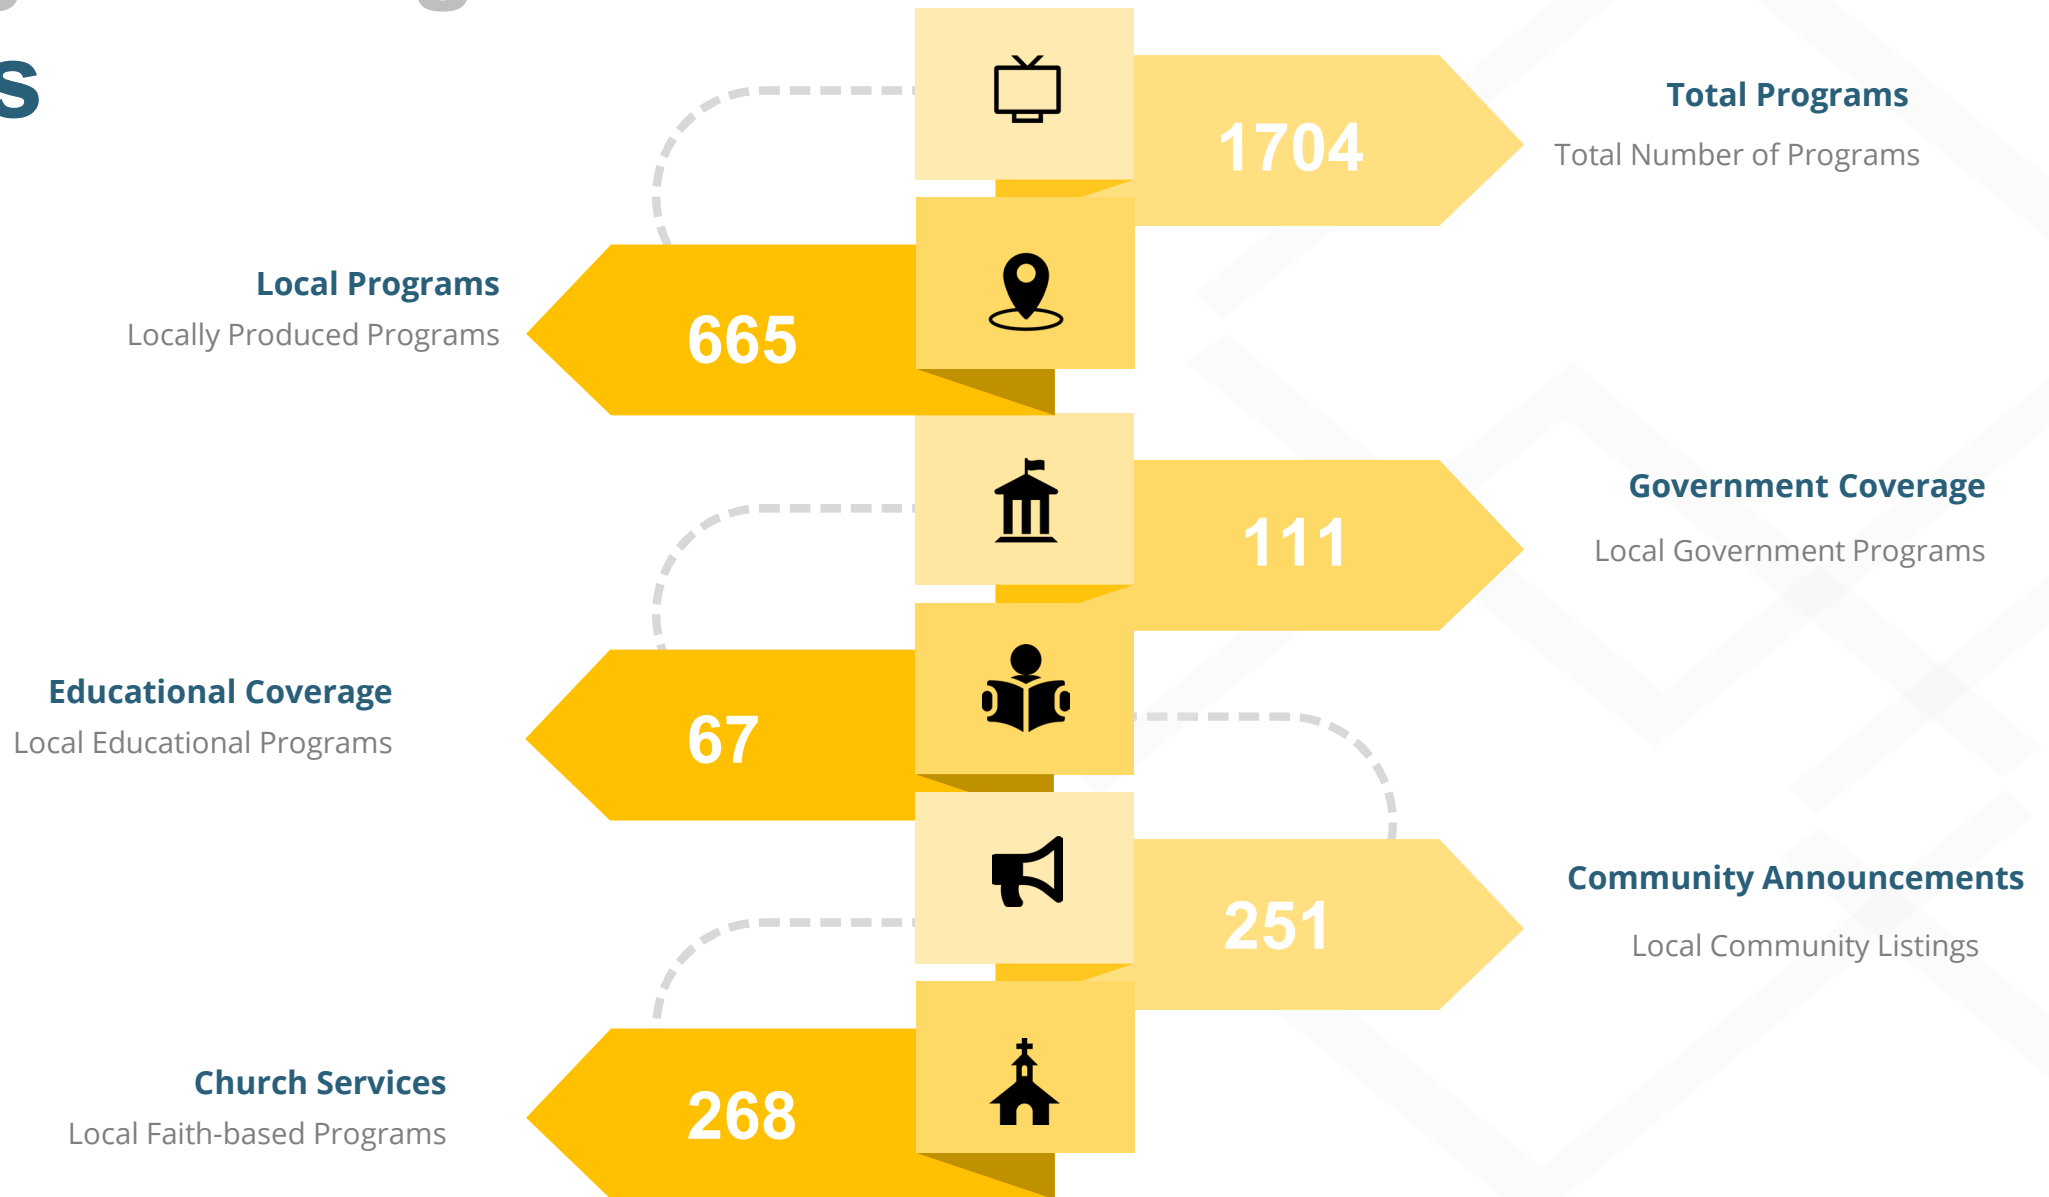 s
1704
Total Programs
Total Number of Programs
Local Programs
Locally Produced Programs
665
111
Government Coverage
Local Government Programs
Educational Coverage
Local Educational Programs
67
251
Community Announcements
Local Community Listings
Church Services
Local Faith-based Programs
268